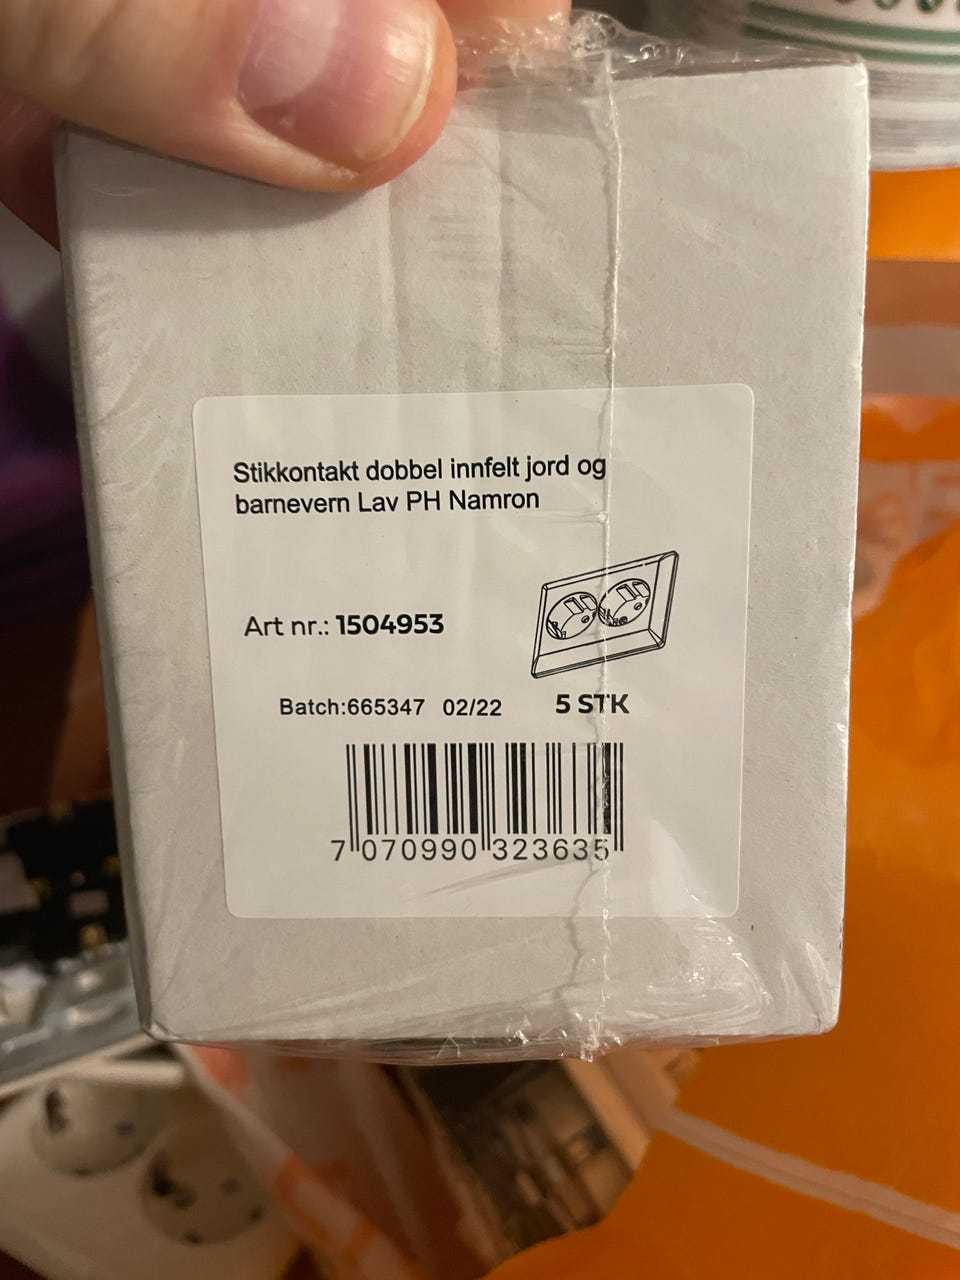 Stikkontakt dobbel innfelt jord og
barnevern Lav PH Namron
Art nr.: 1504953
Batch:665347 02/22 5 STK
7 070990 323635